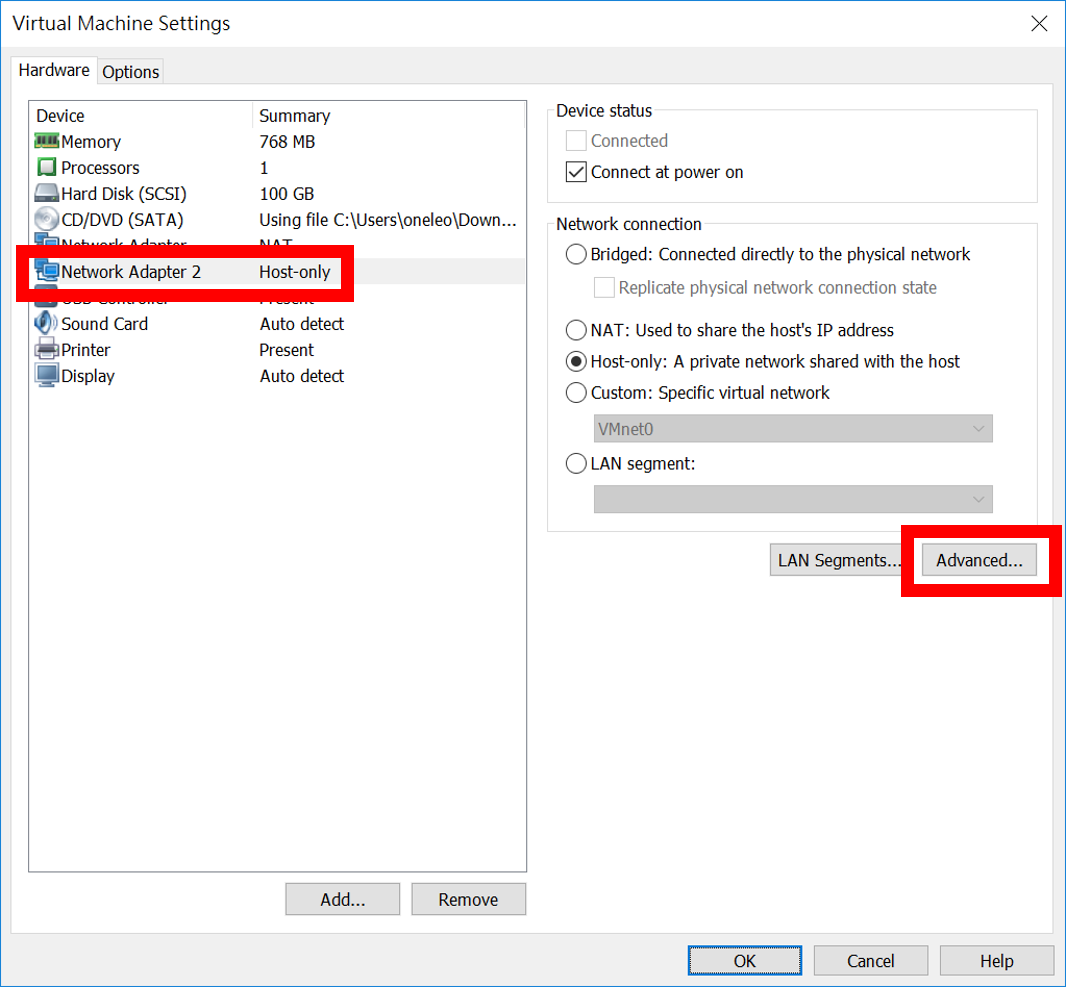 Virtual Machine Settings
Hardware Options
Device Summary
Memory 768 MB
Processors 1
Hard Disk (SCSI) 100 GB
CD/DVD (SATA) Using file C:\Users\oneleo\Down...
Network Adapter NAT
Network Adapter 2 Host-only
USB Controller Present
Sound Card Auto detect
Printer Present
Display Auto detect
Add... Remove
Device status
Connected
Connect at power on
Network connection
Bridged: Connected directly to the physical network
Replicate physical network connection state
NAT: Used to share the host's IP address
Host-only: A private network shared with the host
Custom: Specific virtual network
VMnet0
LAN segment:
LAN Segments... Advanced...
OK Cancel Help